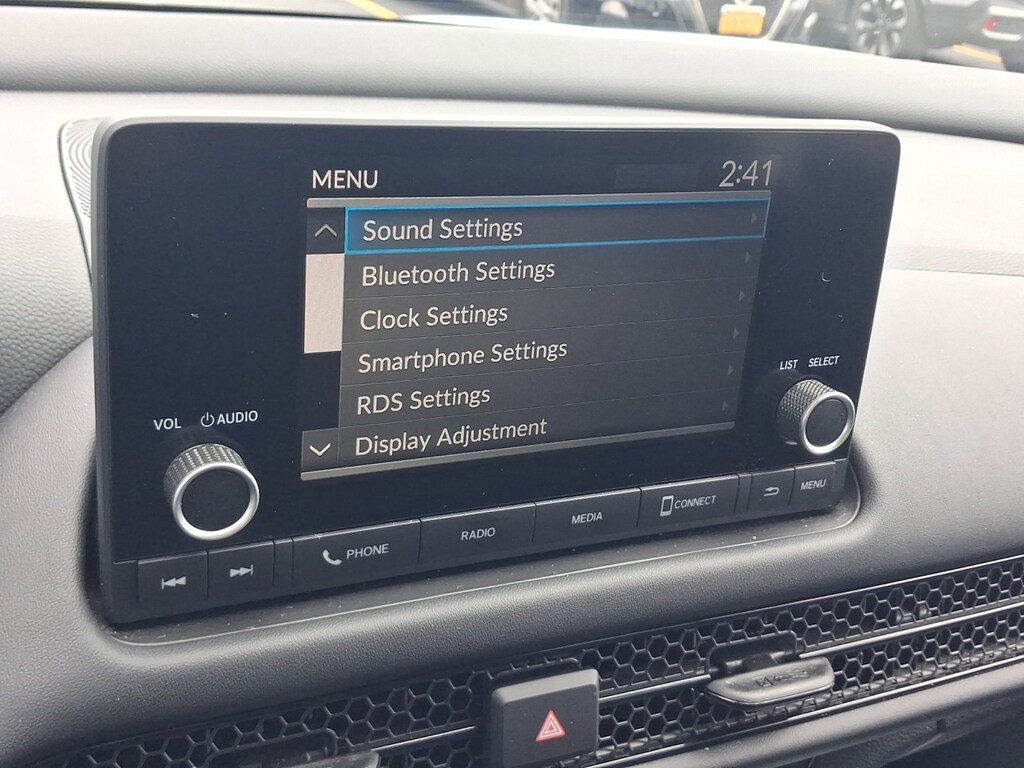 MENU
2:41
Sound Settings
Bluetooth Settings
Clock Settings
Smartphone Settings
RDS Settings
Display Adjustment
LIST SELECT
VOL AUDIO
PHONE
RADIO
MEDIA
CONNECT
MENU